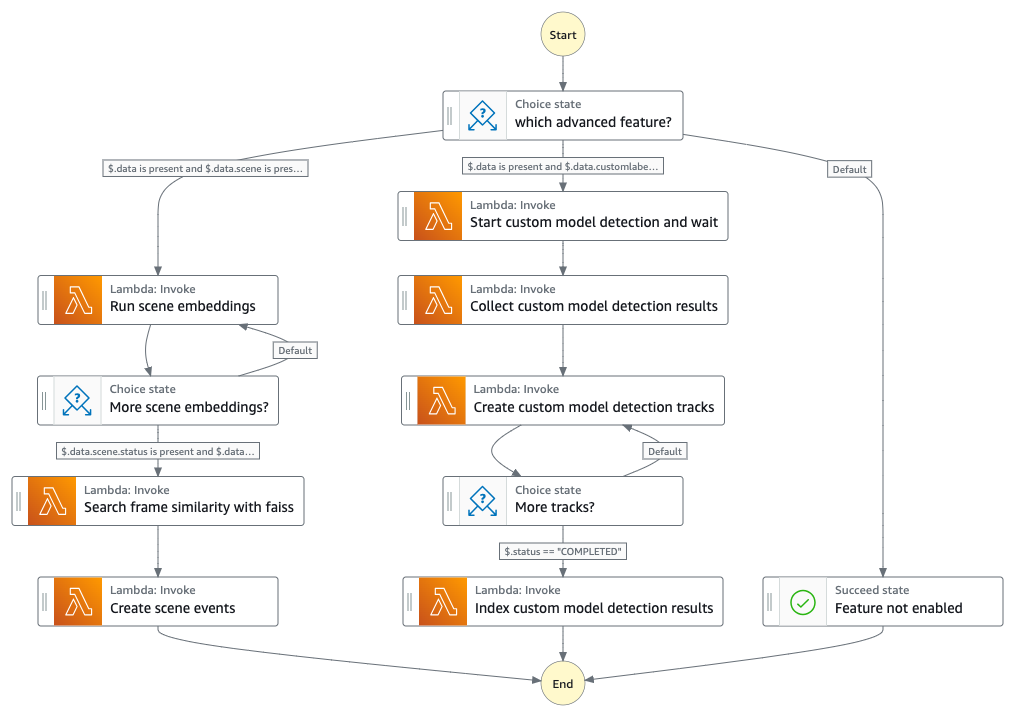 Start
Choice state
which advanced feature?
$.data is present and $.data.scene is pres...
$.data is present and $.data.customlabe...
Default
Lambda: Invoke
Start custom model detection and wait
Lambda: Invoke
Run scene embeddings
Lambda: Invoke
Collect custom model detection results
Default
Choice state
More scene embeddings?
Lambda: Invoke
Create custom model detection tracks
$.data.scene.status is present and $.data...
Default
Lambda: Invoke
Search frame similarity with faiss
Choice state
More tracks?
$.status == "COMPLETED"
Lambda: Invoke
Create scene events
Lambda: Invoke
Index custom model detection results
Succeed state
Feature not enabled
End